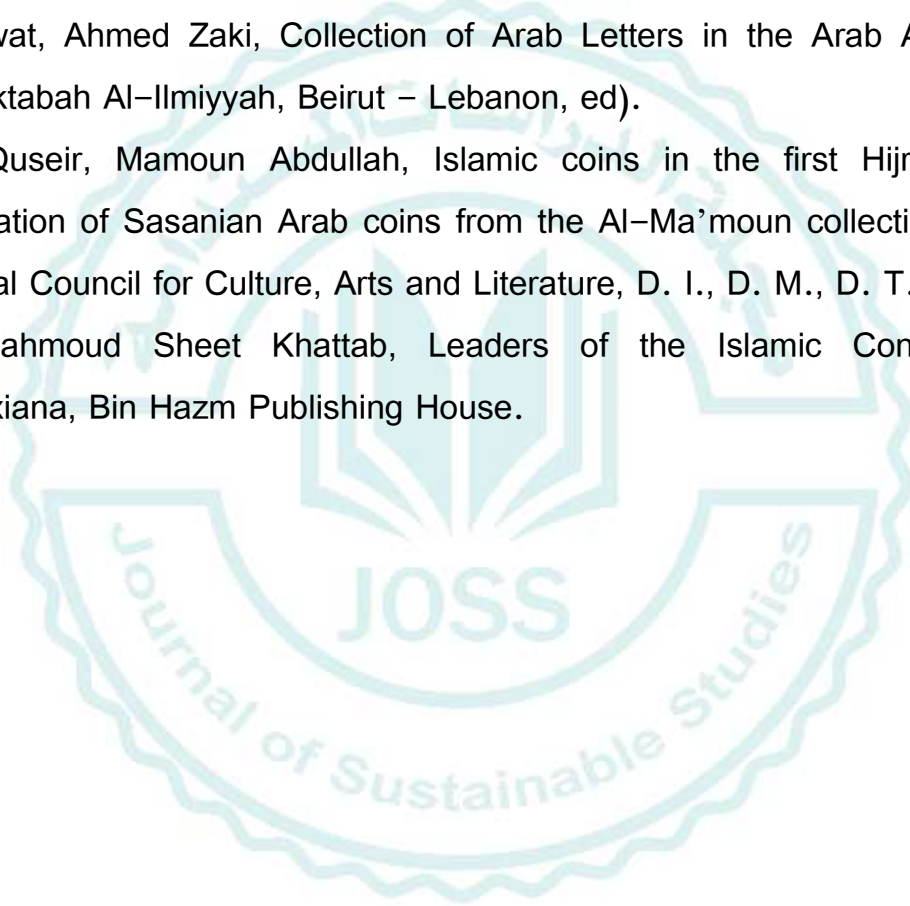 wat, Ahmed Zaki, Collection of Arab Letters in the Arab A
ktabah Al–Ilmiyyah, Beirut – Lebanon, ed).
Quseir, Mamoun Abdullah, Islamic coins in the first Hijr
ation of Sasanian Arab coins from the Al–Ma’moun collecti
al Council for Culture, Arts and Literature, D. I., D. M., D. T.
ahmoud Sheet Khattab, Leaders of the Islamic Con
xiana, Bin Hazm Publishing House.
JOSS
Journal of Sustainable Studies